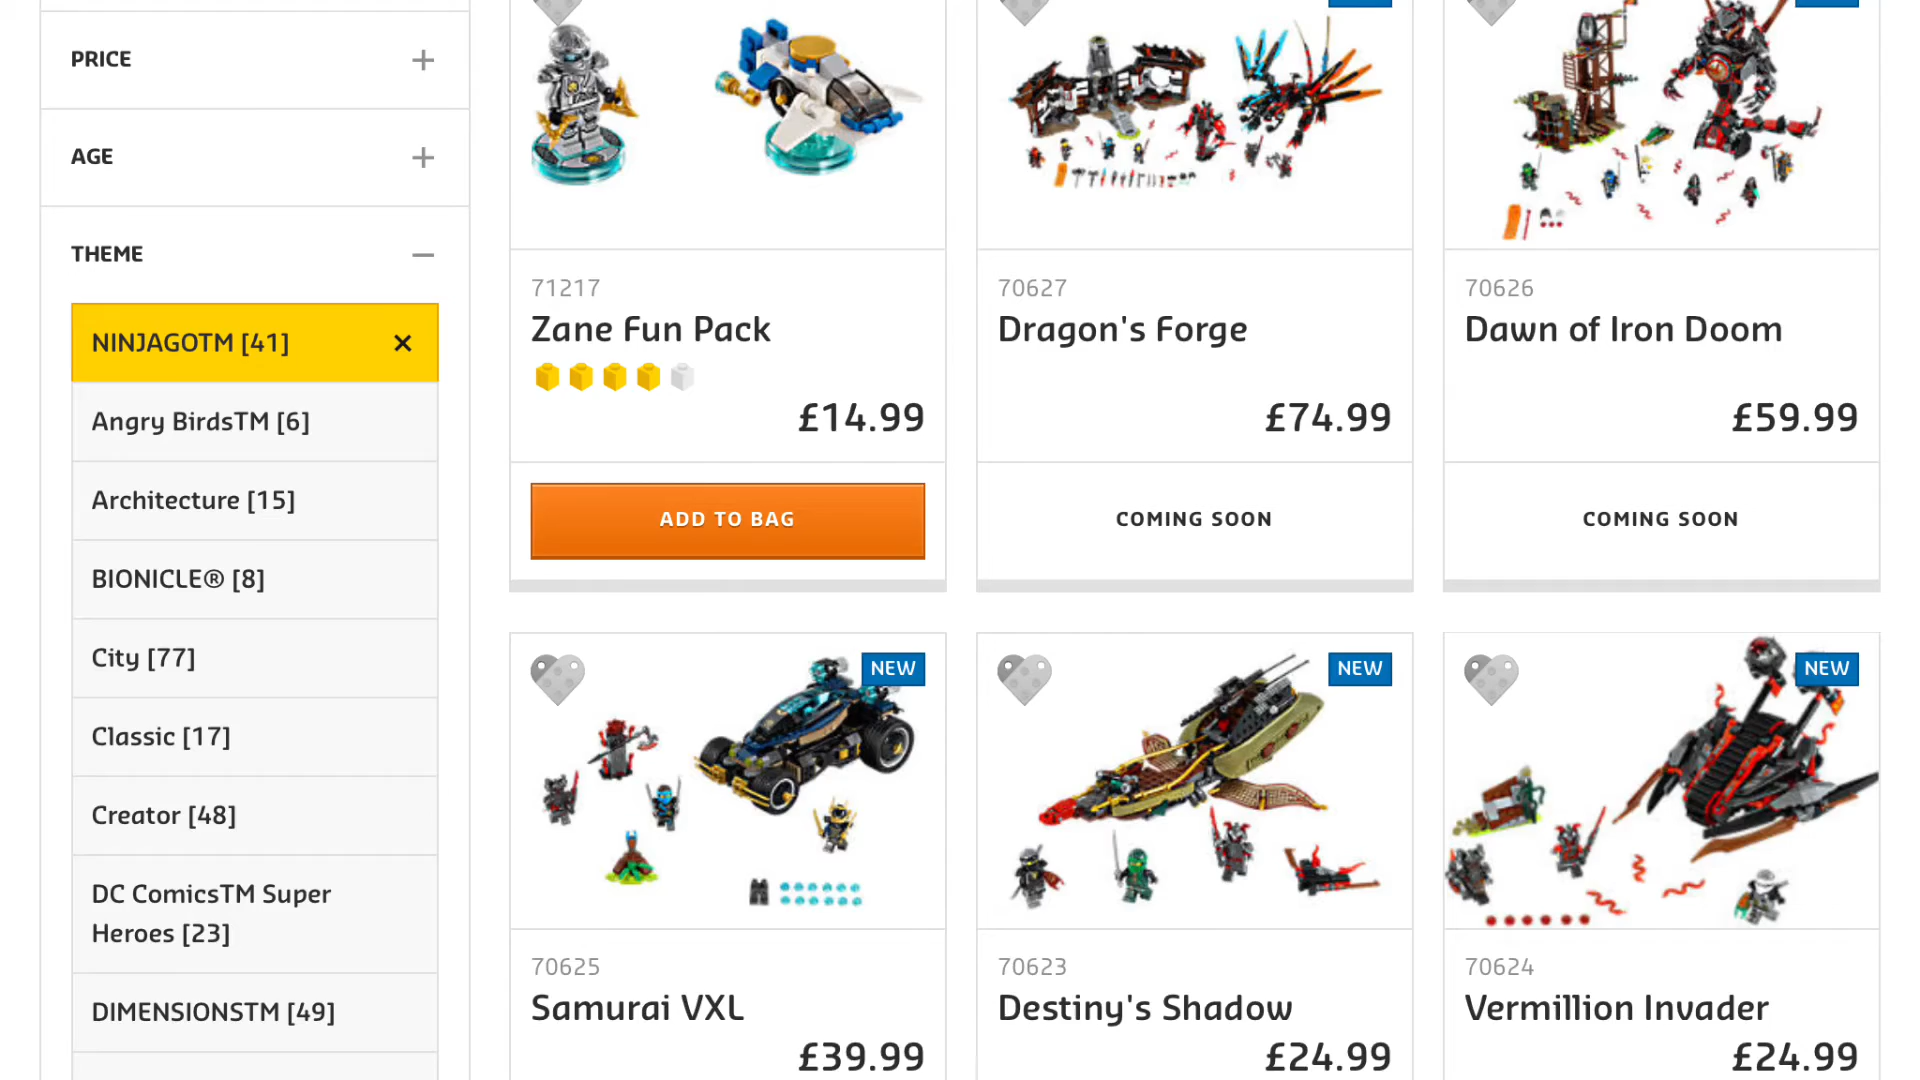 PRICE
AGE
THEME
NINJAGOTM [41]
Angry BirdsTM [6]
Architecture [15]
BIONICLE® [8]
City [77]
Classic [17]
Creator [48]
DC ComicsTM Super
Heroes [23]
DIMENSIONSTM [49]
71217
Zane Fun Pack
£14.99
ADD TO BAG
70627
Dragon's Forge
£74.99
COMING SOON
70626
Dawn of Iron Doom
£59.99
COMING SOON
NEW
70625
Samurai VXL
£39.99
NEW
70623
Destiny's Shadow
£24.99
NEW
70624
Vermillion Invader
£24.99